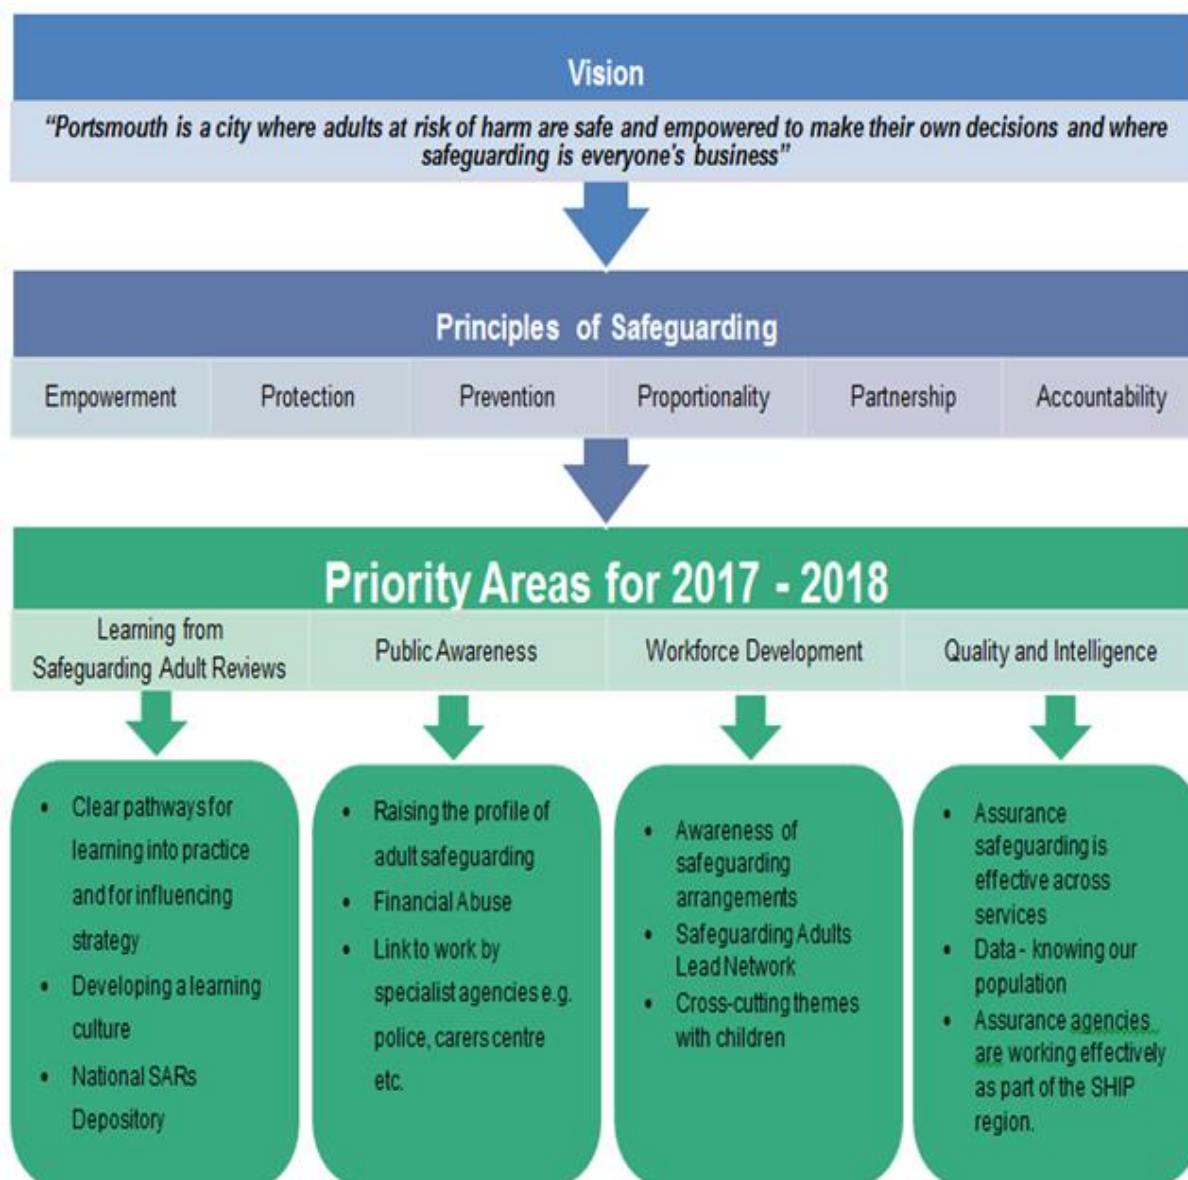 Vision
“Portsmouth is a city where adults at risk of harm are safe and empowered to make their own decisions and where
safeguarding is everyone's business”
Principles of Safeguarding
Empowerment
Protection
Prevention
Proportionality
Partnership
Accountability
Priority Areas for 2017 - 2018
Learning from
Safeguarding Adult Reviews
Public Awareness
Workforce Development
Quality and Intelligence
• Clear pathways for
learning into practice
and for influencing
strategy
• Developing a learning
culture
• National SARs
Depository
• Raising the profile of
adult safeguarding
• Financial Abuse
• Link to work by
specialist agencies e.g.
police, carers centre
etc.
• Awareness of
safeguarding
arrangements
• Safeguarding Adults
Lead Network
• Cross-cutting themes
with children
• Assurance
safeguarding is
effective across
services
• Data - knowing our
population
• Assurance agencies
are working effectively
as part of the SHIP
region.